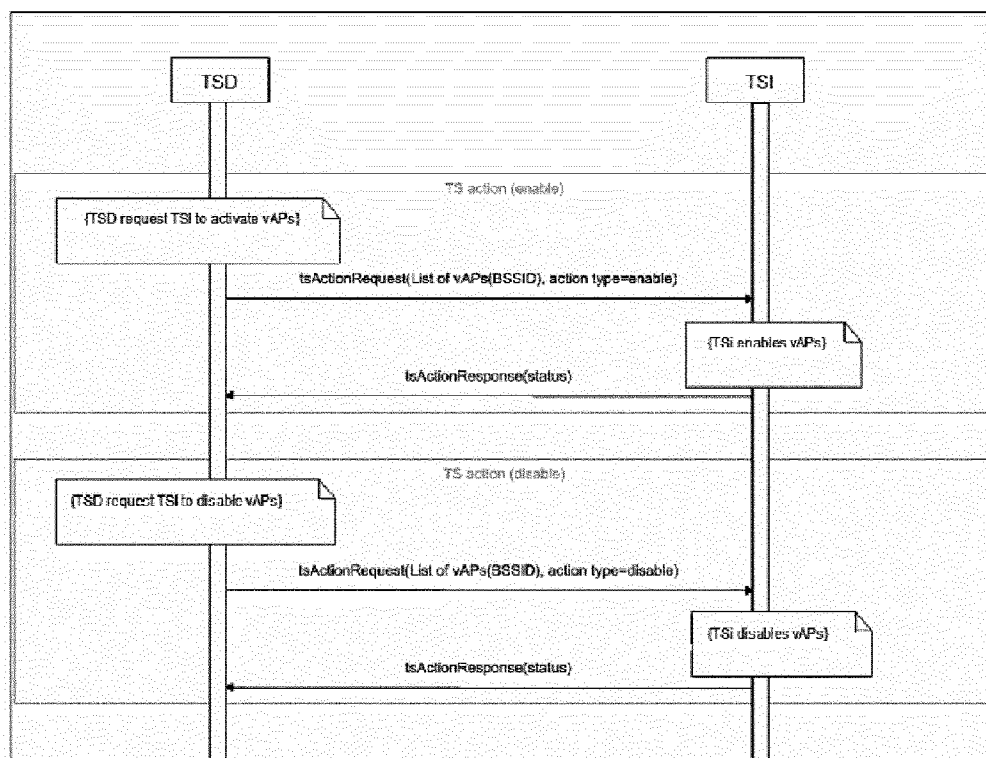 TSD
TSI
TS action (enable)
{TSD request TSI to activate vAPs}
tsActionRequest(List of vAPs(BSSID), action type=enable)
{TSi enables vAPs}
tsActionResponse(status)
TS action (disable)
{TSD request TSI to disable vAPs}
tsActionRequest(List of vAPs(BSSID), action type=disable)
{TSi disables vAPs}
tsActionResponse(status)